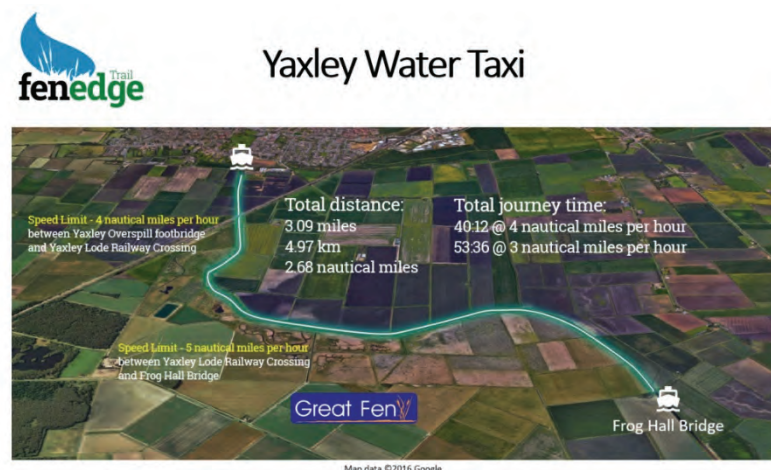 Trail
fenedge
Yaxley Water Taxi
Speed Limit - 4 nautical miles per hour
between Yaxley Overspill footbridge
and Yaxley Lode Railway Crossing
Total distance:
3.09 miles
4.97 km
2.68 nautical miles
Total journey time:
40:12 @ 4 nautical miles per hour
53:36 @ 3 nautical miles per hour
Speed Limit - 5 nautical miles per hour
between Yaxley Lode Railway Crossing
and Frog Hall Bridge
Great Fen
Frog Hall Bridge
Map data ©2016 Google